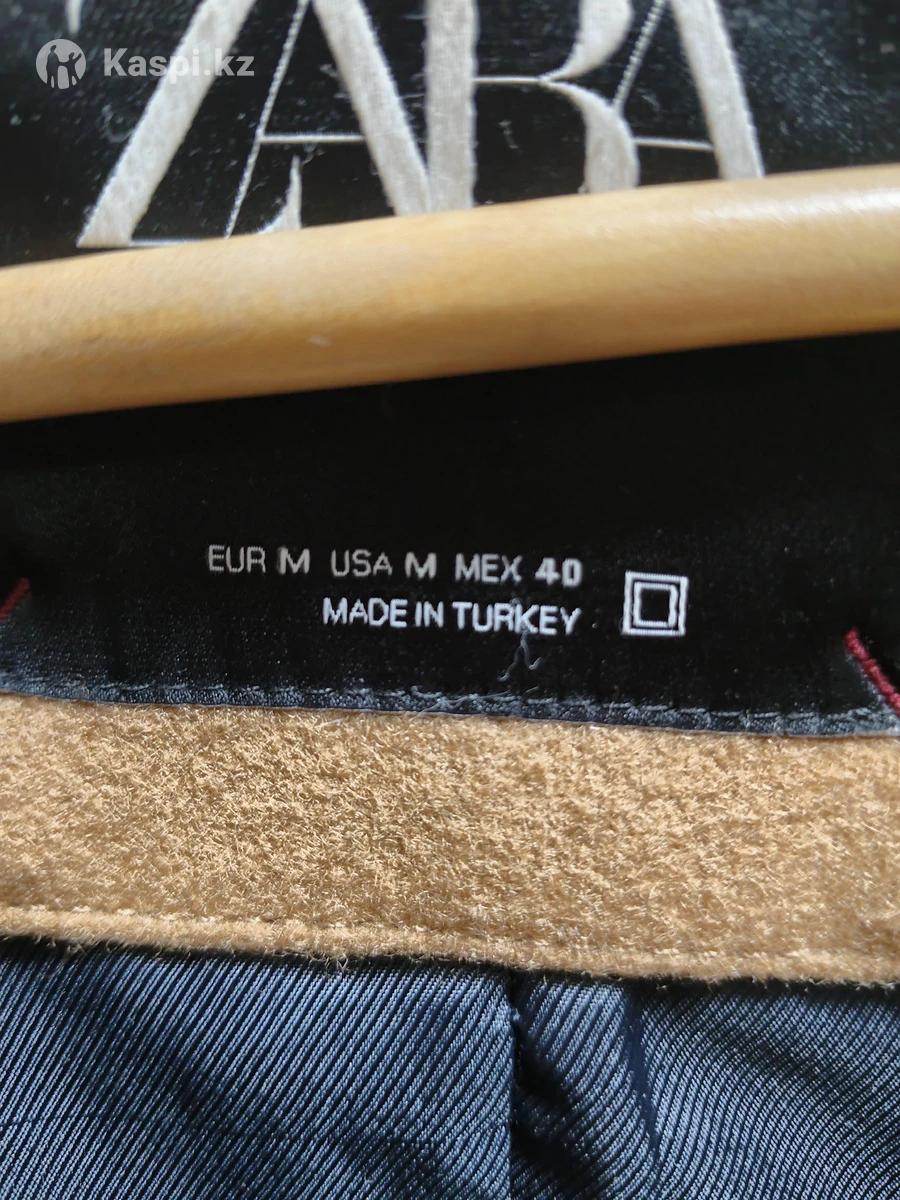 Kaspi.kz
ZARA
EUR M USA M MEX 40
MADE IN TURKEY